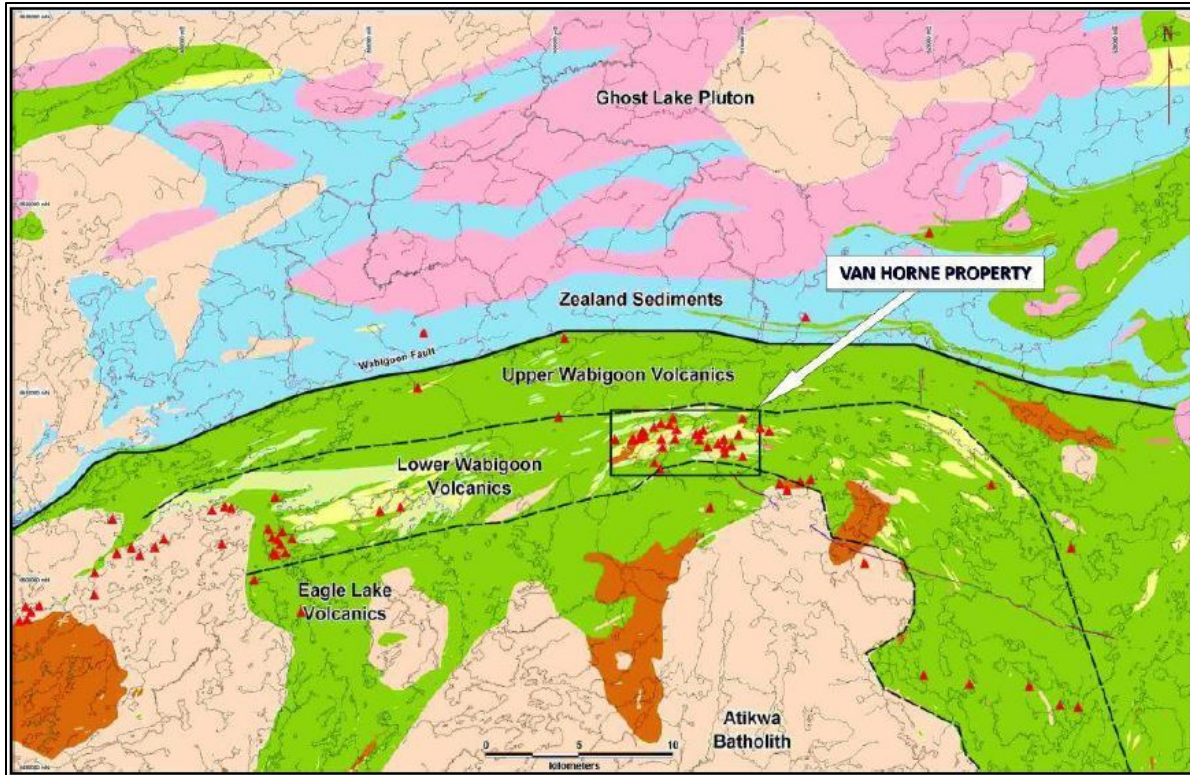 N
Ghost Lake Pluton
VAN HORNE PROPERTY
Zealand Sediments
Wabigoon Fault
Upper Wabigoon Volcanics
Lower Wabigoon
Volcanics
Eagle Lake
Volcanics
Atikwa
Batholith
0 5 10
kilometers